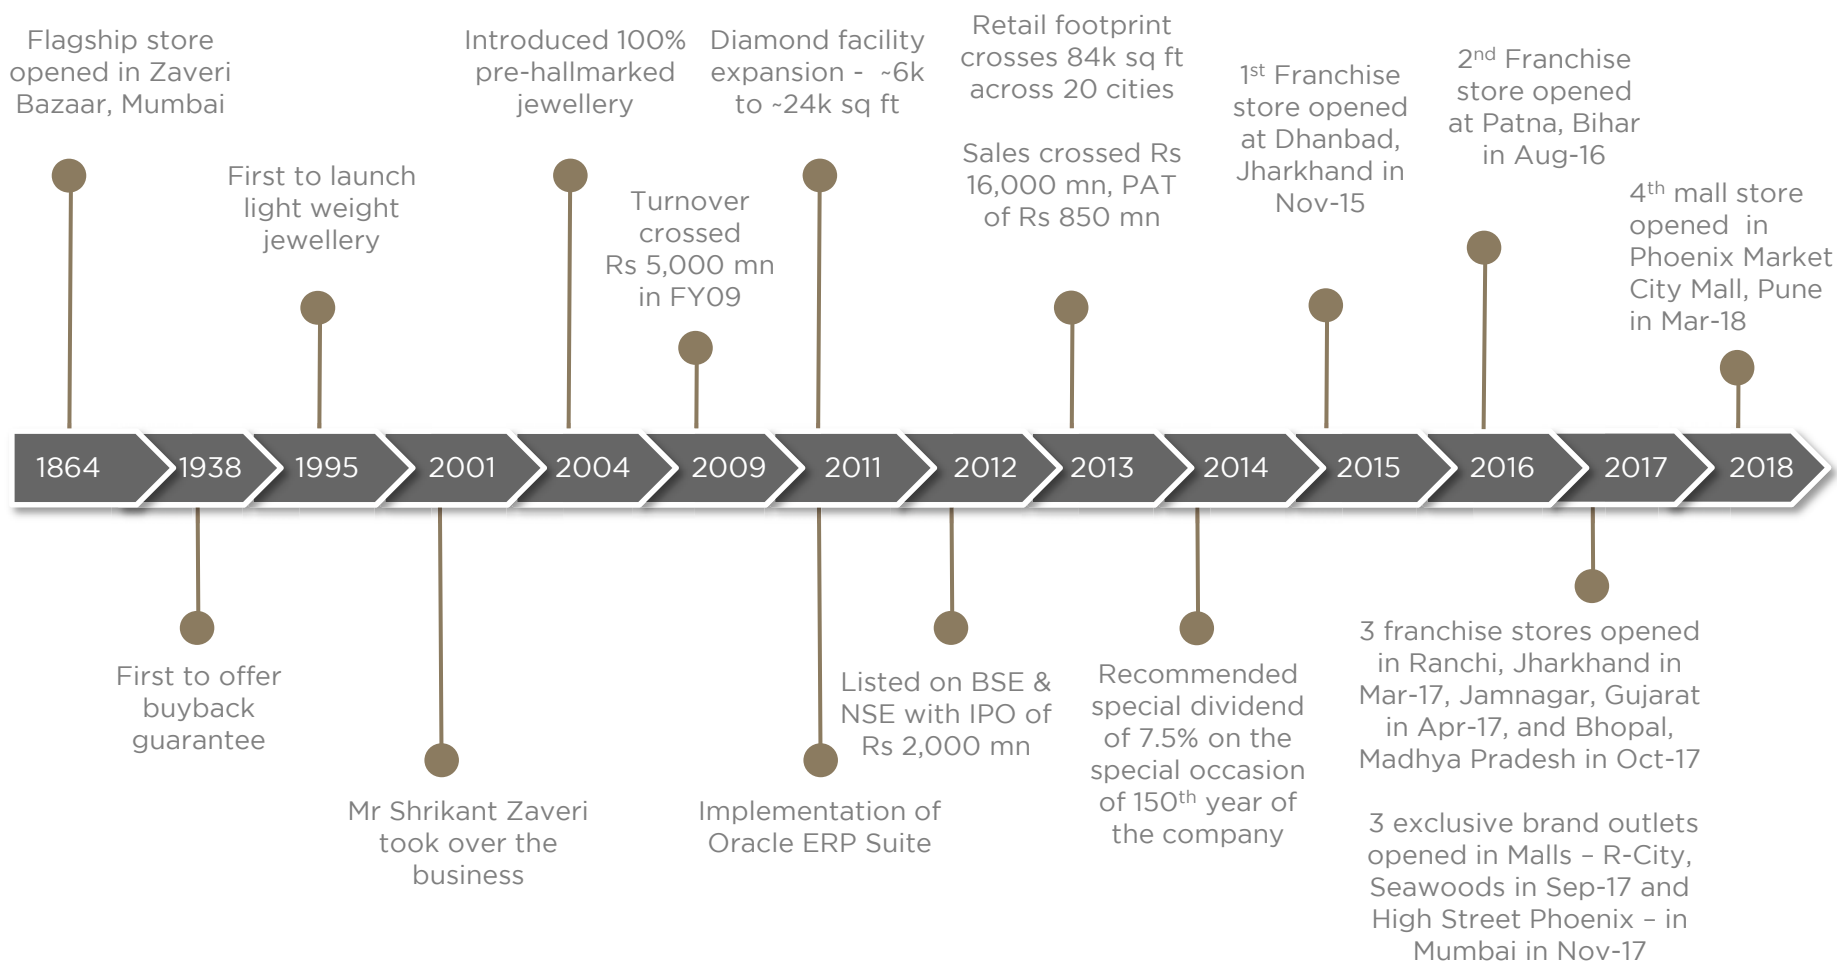 Flagship store
opened in Zaveri
Bazaar, Mumbai
First to launch
light weight
jewellery
Introduced 100%
pre-hallmarked
jewellery
Turnover
crossed
Rs 5,000 mn
in FY09
Diamond facility
expansion - ~6k
to ~24k sq ft
Retail footprint
crosses 84k sq ft
across 20 cities
Sales crossed Rs
16,000 mn, PAT
of Rs 850 mn
1st Franchise
store opened
at Dhanbad,
Jharkhand in
Nov-15
2nd Franchise
store opened
at Patna, Bihar
in Aug-16
4th mall store
opened in
Phoenix Market
City Mall, Pune
in Mar-18
1864 1938 1995 2001 2004 2009 2011 2012 2013 2014 2015 2016 2017 2018
First to offer
buyback
guarantee
Mr Shrikant Zaveri
took over the
business
Implementation of
Oracle ERP Suite
Listed on BSE &
NSE with IPO of
Rs 2,000 mn
Recommended
special dividend
of 7.5% on the
special occasion
of 150th year of
the company
3 franchise stores opened
in Ranchi, Jharkhand in
Mar-17, Jamnagar, Gujarat
in Apr-17, and Bhopal,
Madhya Pradesh in Oct-17
3 exclusive brand outlets
opened in Malls – R-City,
Seawoods in Sep-17 and
High Street Phoenix – in
Mumbai in Nov-17